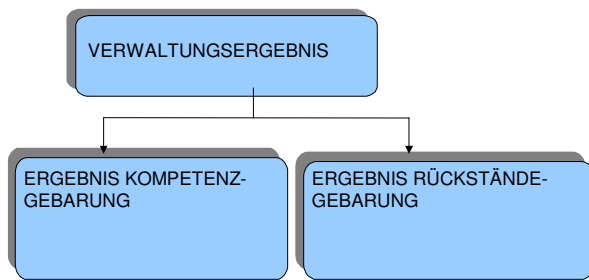 VERWALTUNGSERGEBNIS
ERGEBNIS KOMPETENZ-
GEBARUNG
ERGEBNIS RÜCKSTÄNDE-
GEBARUNG